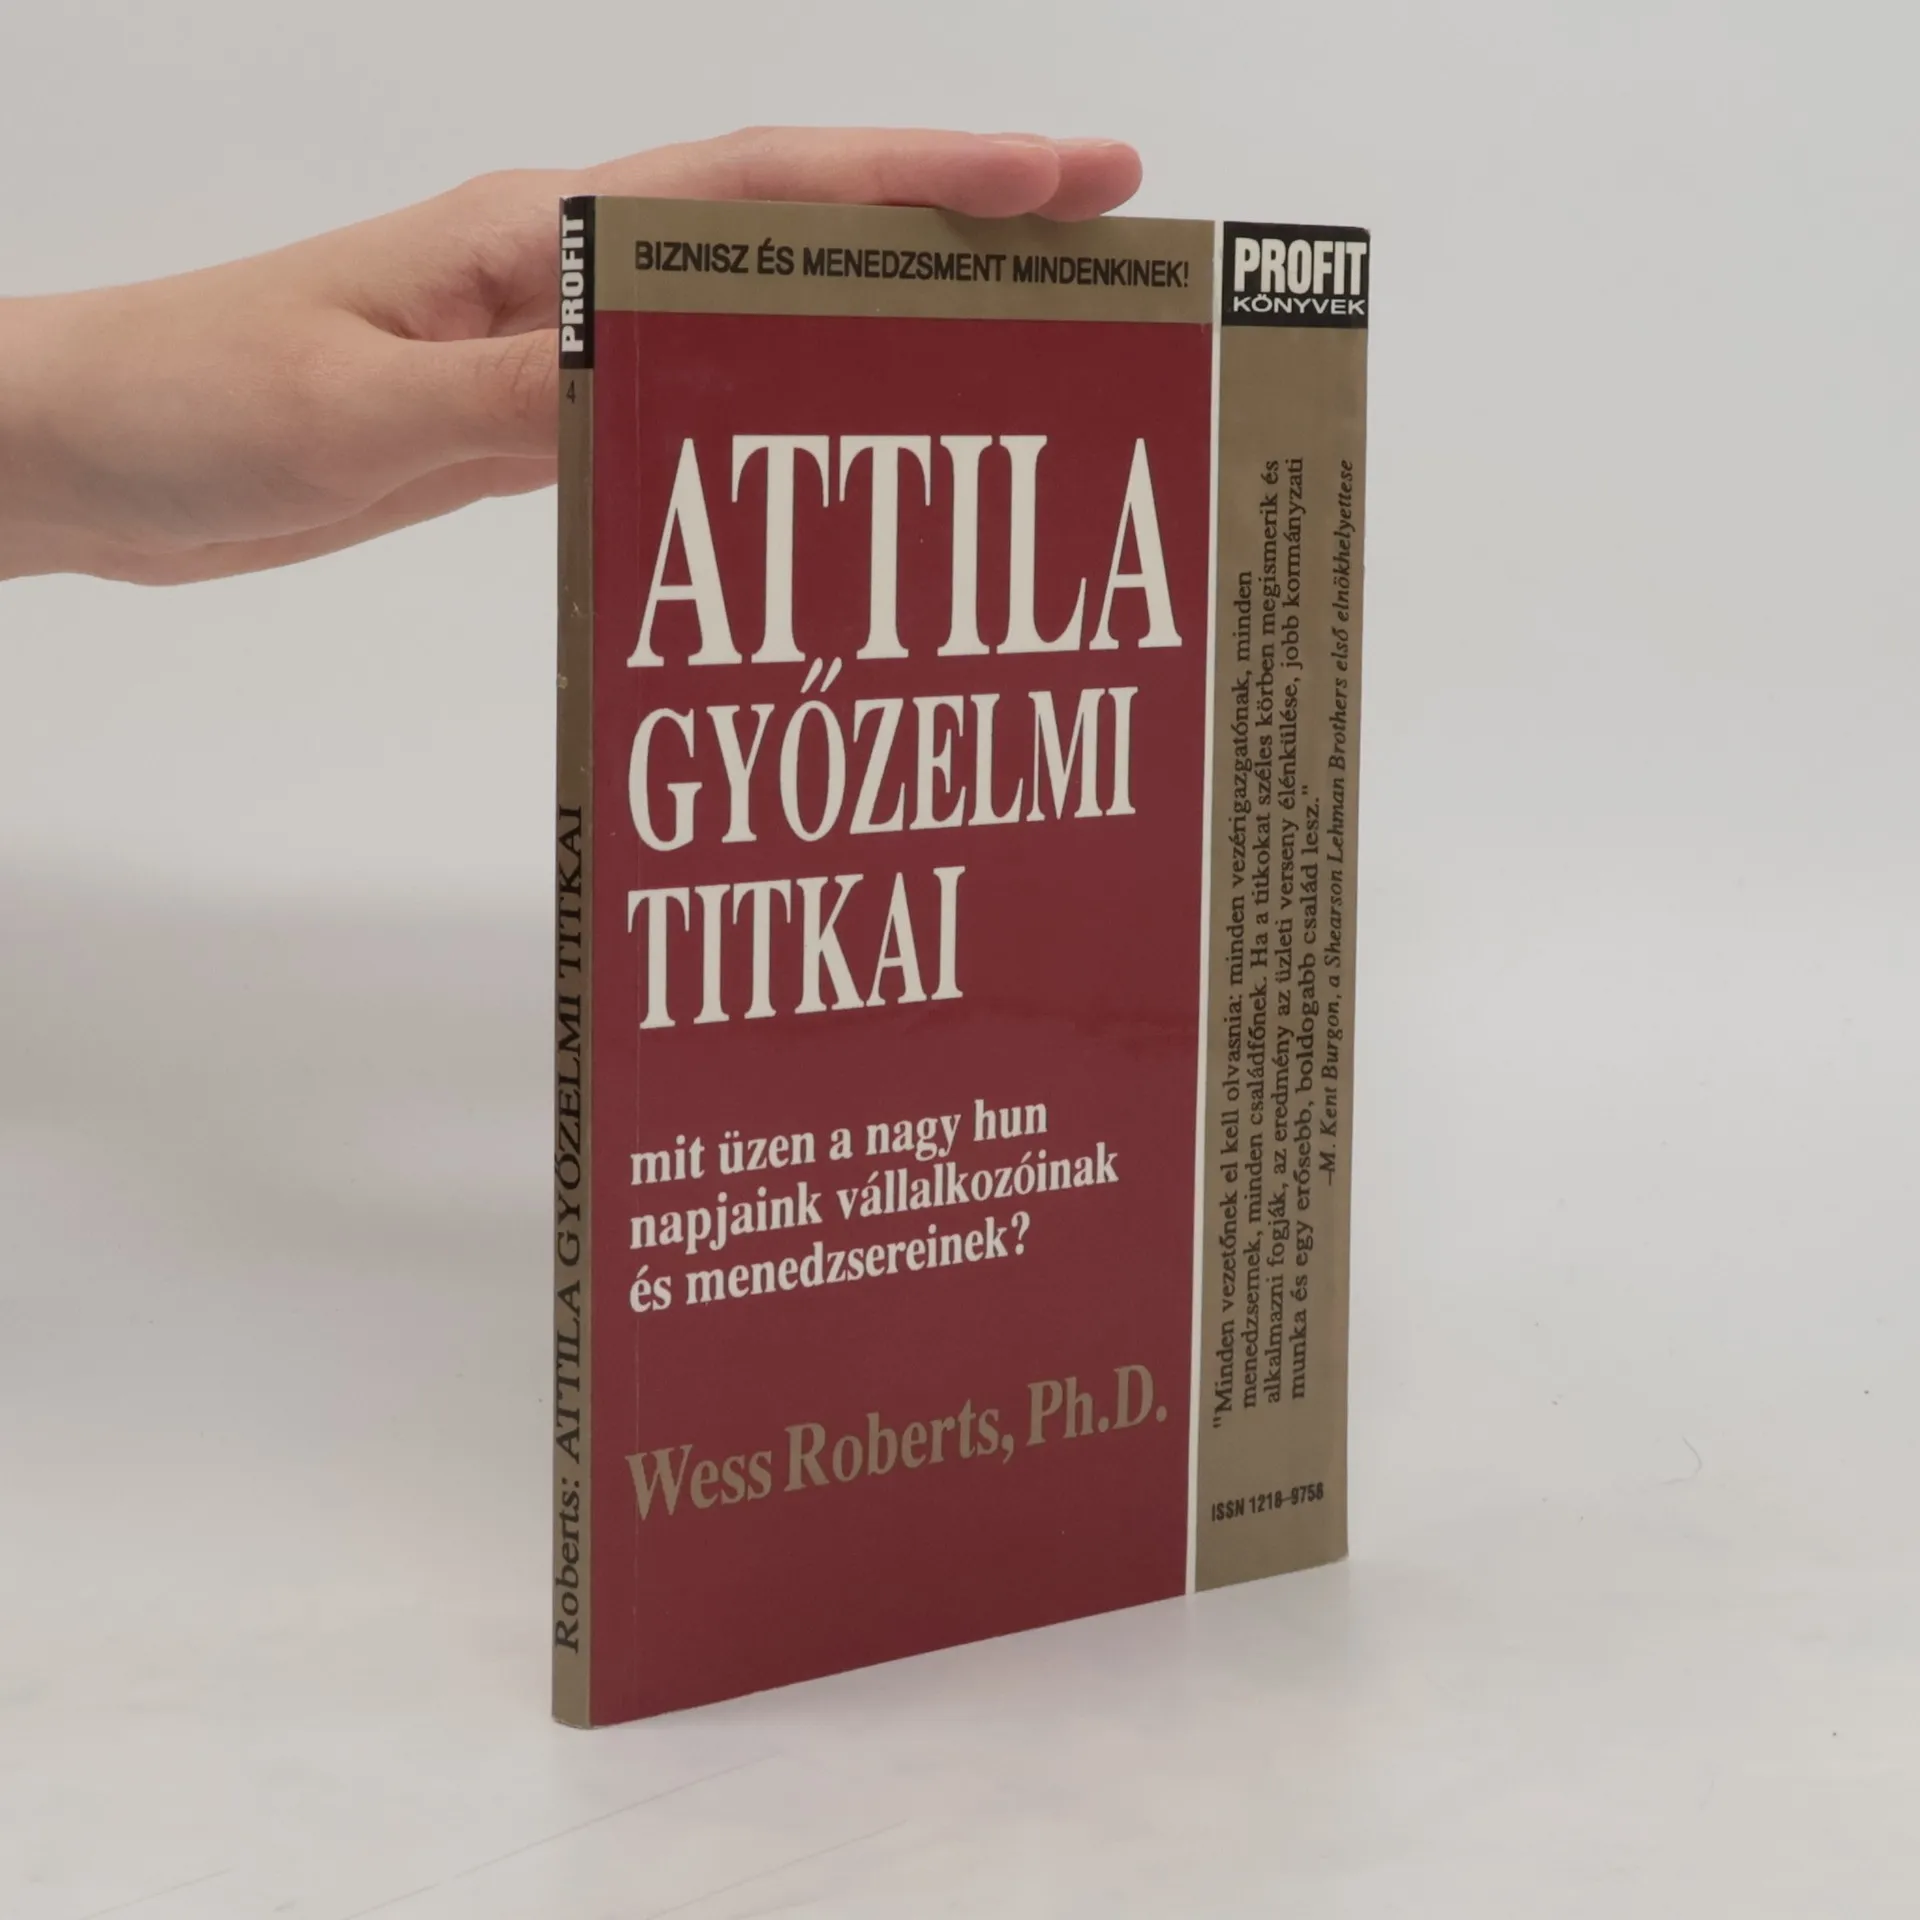 PROFIT
4
Roberts: ATTILA GYŐZELMI TITKAI
BIZNISZ ÉS MENEDZSMENT MINDENKINEK!
PROFIT
KÖNYVEK
ATTILA
GYŐZELMI
TITKAI
mit üzen a nagy hun
napjaink vállalkozóinak
és menedzsereinek?
Wess Roberts, Ph.D.
"Minden vezetőnek el kell olvasnia: minden vezérigazgatónak, minden
menedzsernek, minden családfőnek. Ha a titkokat széles körben megismerik és
alkalmazni fogják, az eredmény az üzleti verseny élénkülése, jobb kormányzati
munka és egy erősebb, boldogabb család lesz."
–M. Kent Burgon, a Shearson Lehman Brothers első elnökhelyettese
ISSN 1218-9758